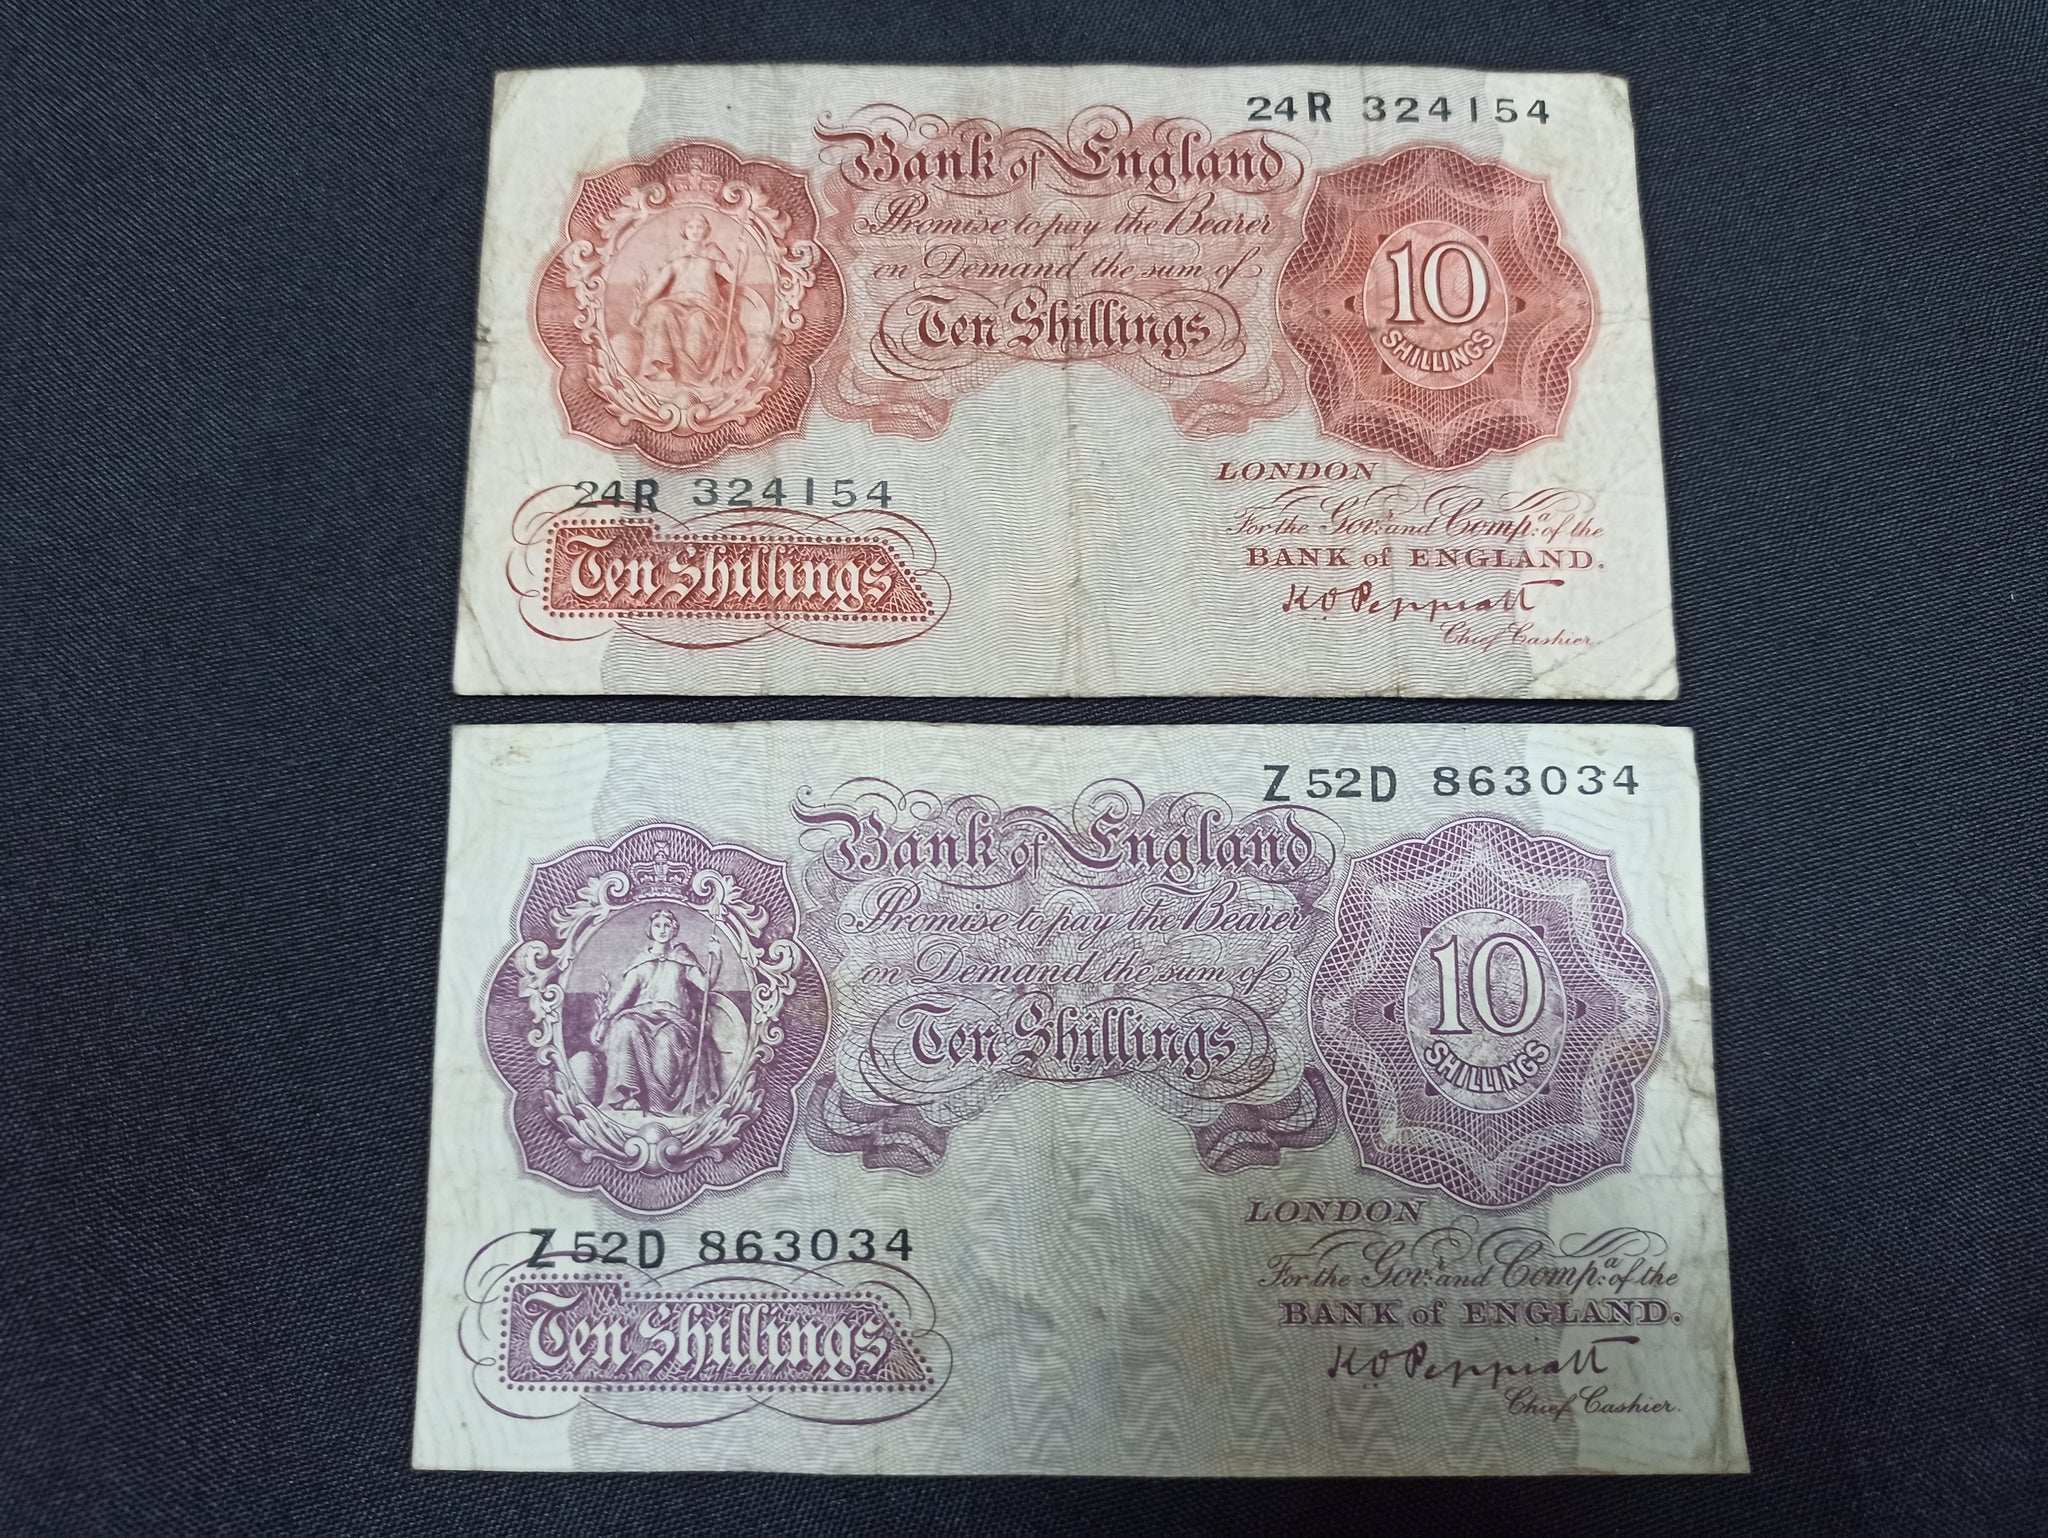 24R 324154
Bank of England
Promise to pay the Bearer
on Demand the sum of
Ten Shillings
10
SHILLINGS
24R 324154
Ten Shillings
LONDON
For the Govr. and Compa. of the
BANK of ENGLAND.
K.O. Peppiatt
Chief Cashier.
Z52D 863034
Bank of England
Promise to pay the Bearer
on Demand the sum of
Ten Shillings
10
SHILLINGS
Z52D 863034
Ten Shillings
LONDON
For the Govr. and Compa. of the
BANK of ENGLAND.
K.O. Peppiatt
Chief Cashier.